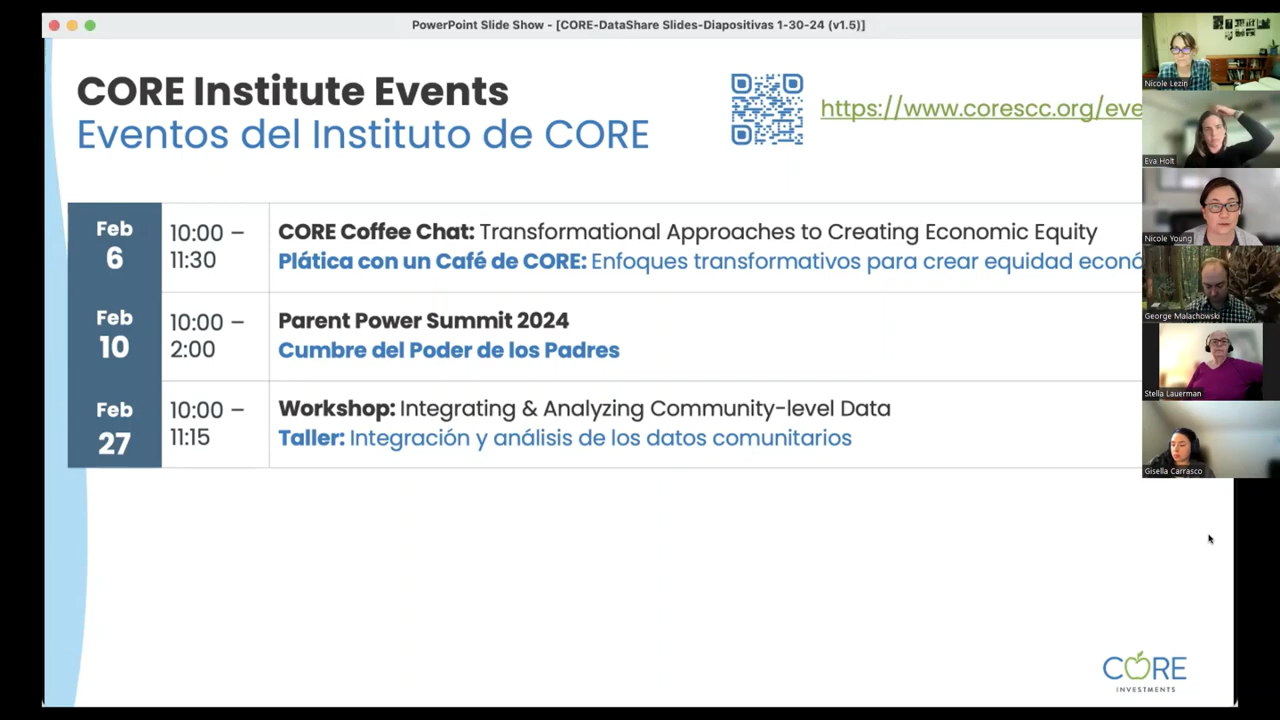 PowerPoint Slide Show - [CORE-DataShare Slides-Diapositivas 1-30-24 (v1.5)]
CORE Institute Events
Eventos del Instituto de CORE
https://www.corescc.org/eve
Feb
6
10:00 –
11:30
CORE Coffee Chat: Transformational Approaches to Creating Economic Equity
Plática con un Café de CORE: Enfoques transformativos para crear equidad econó
Feb
10
10:00 –
2:00
Parent Power Summit 2024
Cumbre del Poder de los Padres
Feb
27
10:00 –
11:15
Workshop: Integrating & Analyzing Community-level Data
Taller: Integración y análisis de los datos comunitarios
Nicole Lezin
Eva Holt
Nicole Young
George Malachowski
Stella Lauerman
Gisella Carrasco
CORE
INVESTMENTS